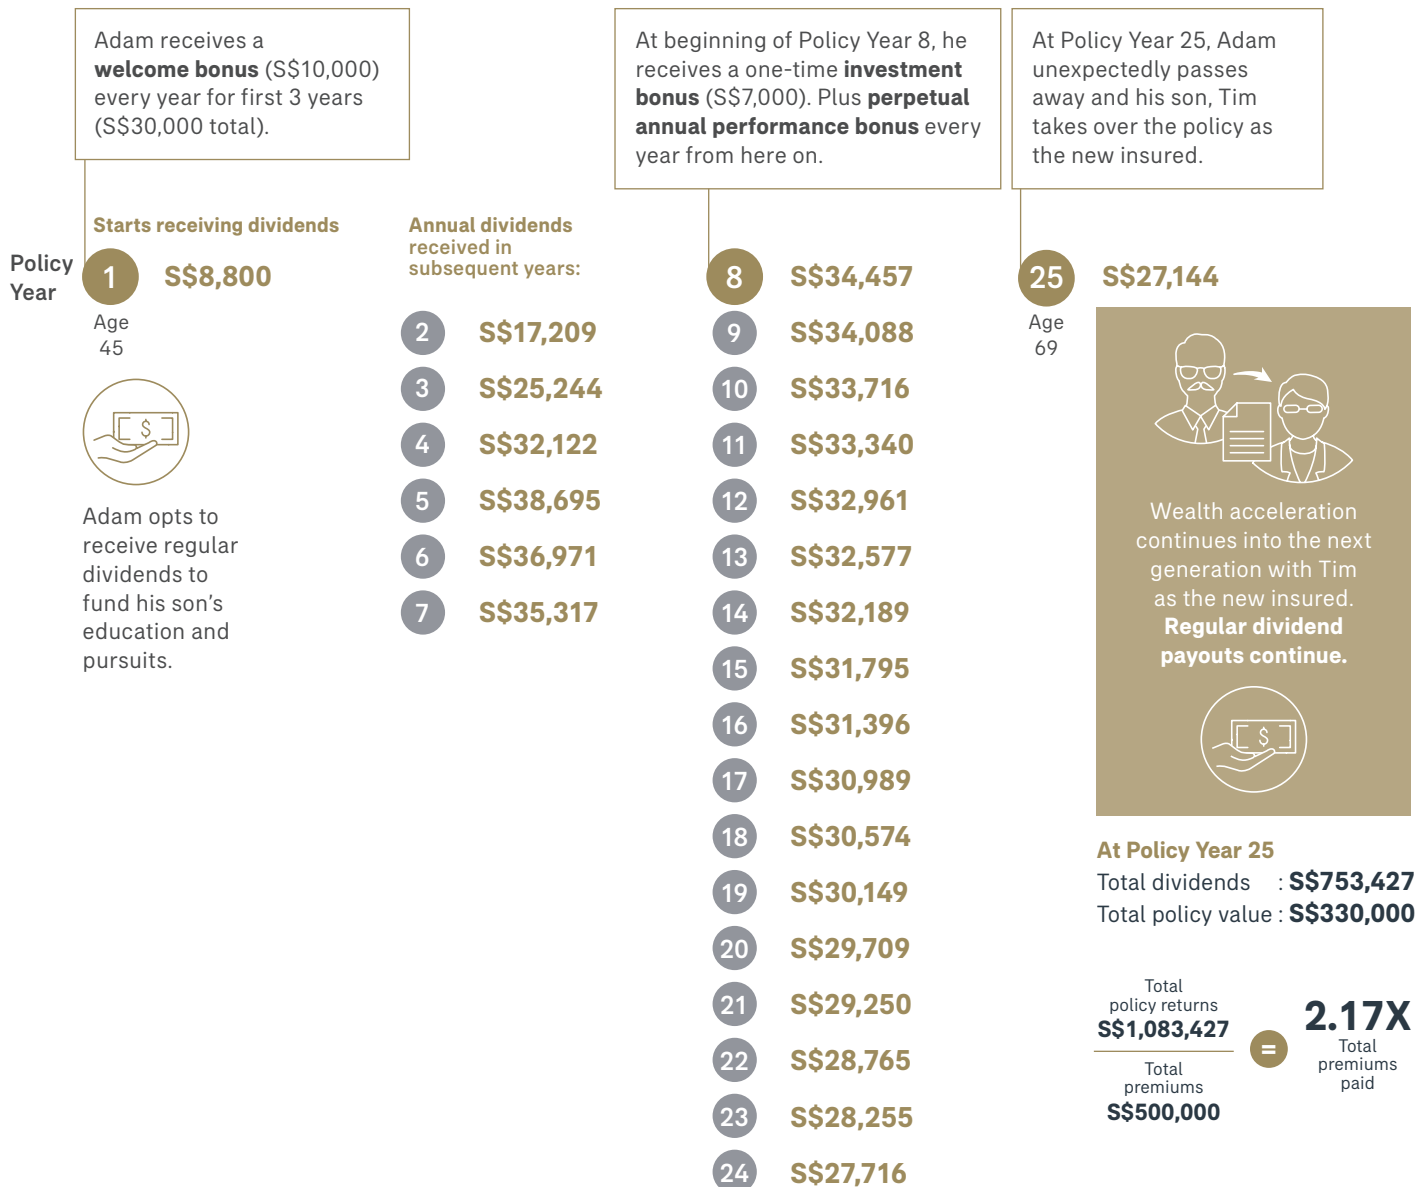 Adam receives a
welcome bonus (S$10,000)
every year for first 3 years
(S$30,000 total).
At beginning of Policy Year 8, he
receives a one-time investment
bonus (S$7,000). Plus perpetual
annual performance bonus every
year from here on.
At Policy Year 25, Adam
unexpectedly passes
away and his son, Tim
takes over the policy as
the new insured.
Policy
Year
Starts receiving dividends
1 S$8,800
Age
45
$
Adam opts to
receive regular
dividends to
fund his son's
education and
pursuits.
Annual dividends
received in
subsequent years:
2 S$17,209
3 S$25,244
4 S$32,122
5 S$38,695
6 S$36,971
7 S$35,317
8 S$34,457
9 S$34,088
10 S$33,716
11 S$33,340
12 S$32,961
13 S$32,577
14 S$32,189
15 S$31,795
16 S$31,396
17 S$30,989
18 S$30,574
19 S$30,149
20 S$29,709
21 S$29,250
22 S$28,765
23 S$28,255
24 S$27,716
25 S$27,144
Age
69
Wealth acceleration
continues into the next
generation with Tim
as the new insured.
Regular dividend
payouts continue.
$
At Policy Year 25
Total dividends : S$753,427
Total policy value : S$330,000
Total
policy returns
S$1,083,427
Total
premiums
S$500,000
=
2.17X
Total
premiums
paid